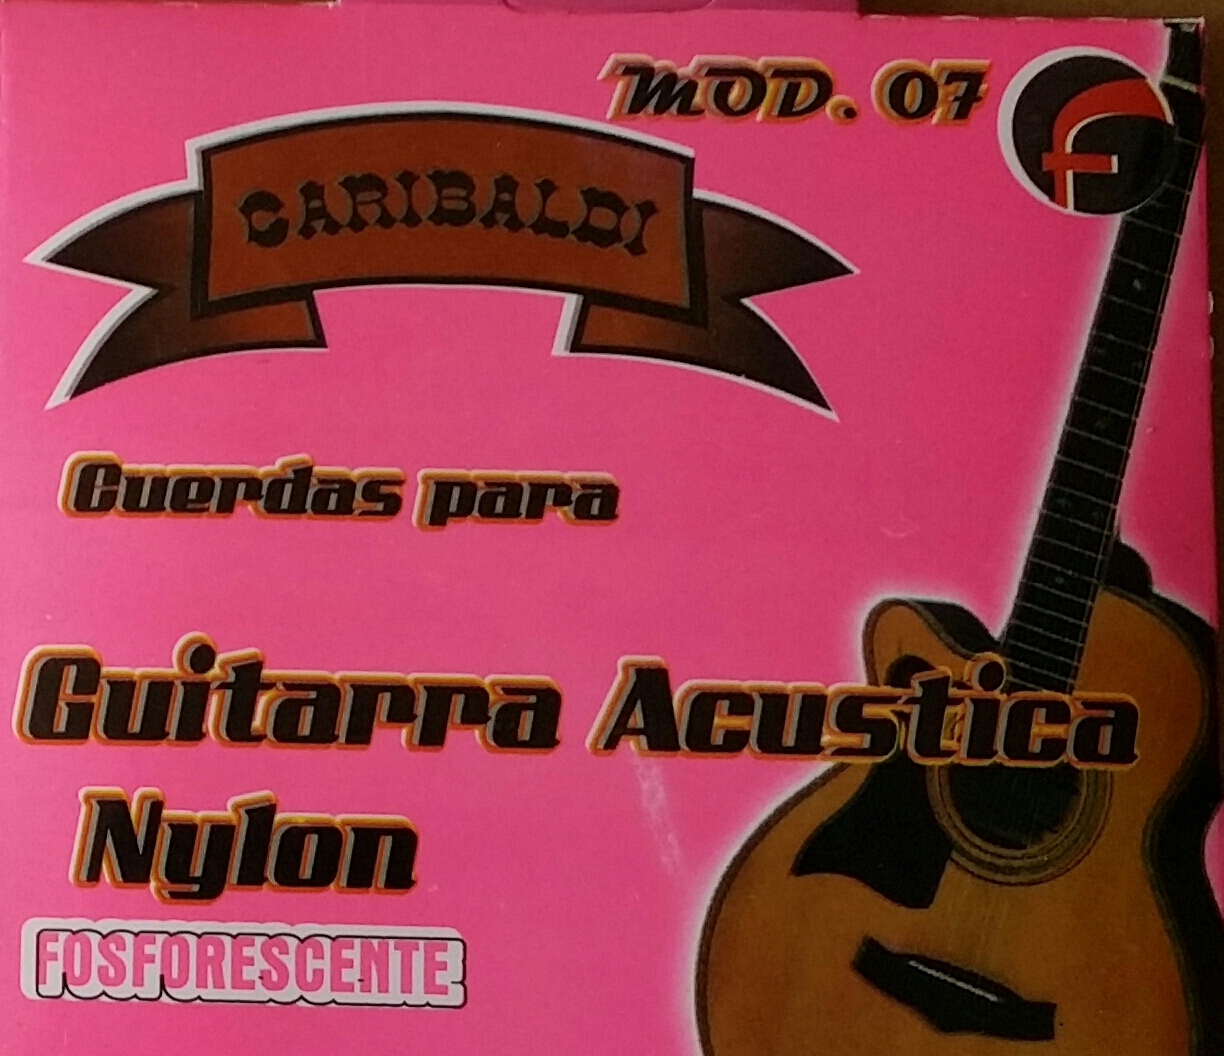 MOD. 07
GARIBALDI
Cuerdas para
Guitarra Acustica
Nylon
FOSFORESCENTE